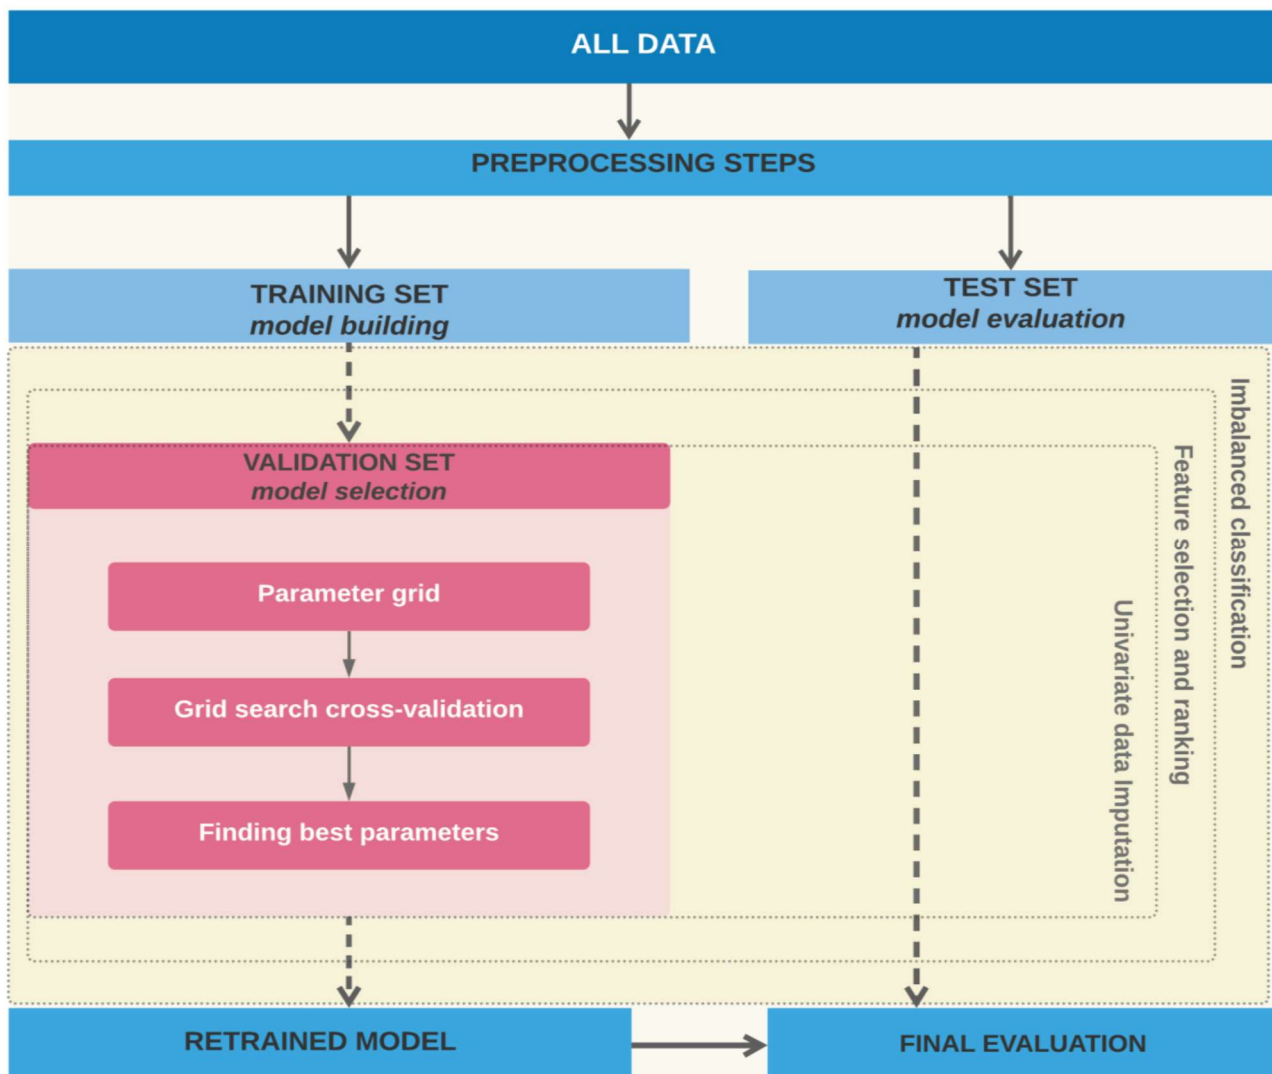 ALL DATA
PREPROCESSING STEPS
TRAINING SET
model building
TEST SET
model evaluation
VALIDATION SET
model selection
Parameter grid
Grid search cross-validation
Finding best parameters
Univariate data Imputation
Feature selection and ranking
Imbalanced classification
RETRAINED MODEL
FINAL EVALUATION